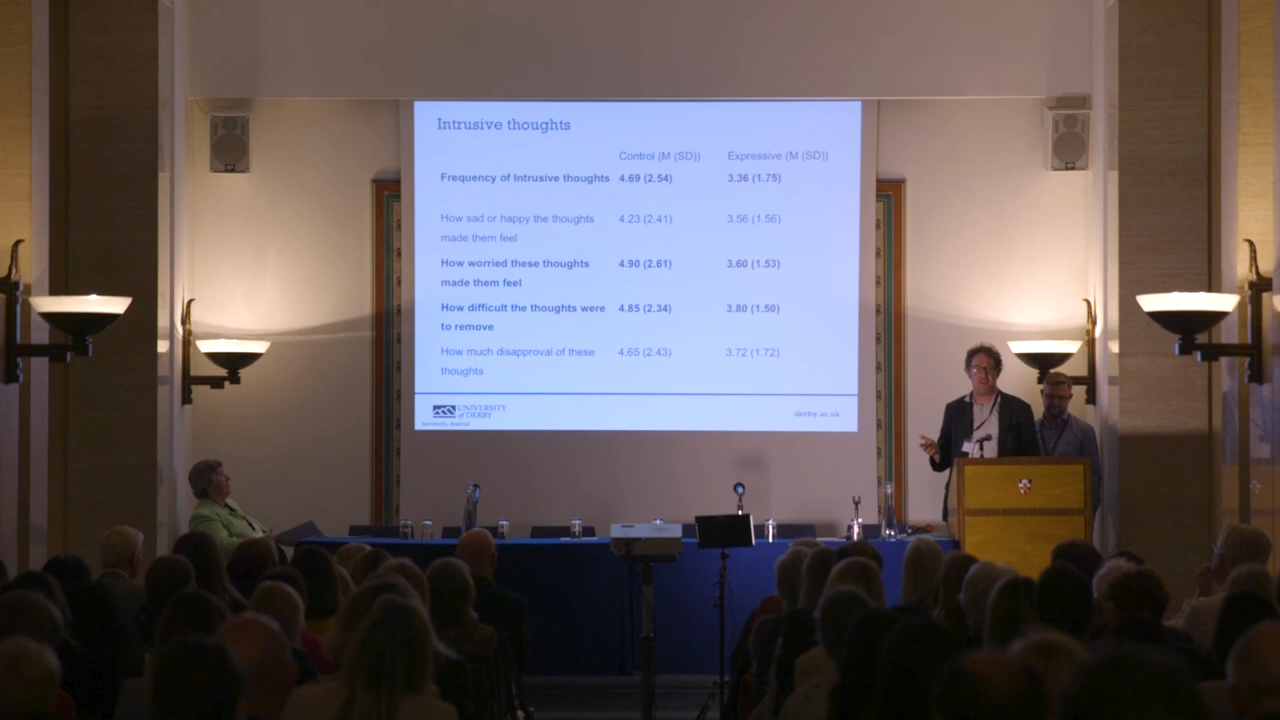 Intrusive thoughts
Control (M (SD)) Expressive (M (SD))
Frequency of Intrusive thoughts 4.69 (2.54) 3.36 (1.75)
How sad or happy the thoughts 4.23 (2.41) 3.56 (1.56)
made them feel
How worried these thoughts 4.90 (2.61) 3.60 (1.53)
made them feel
How difficult the thoughts were 4.85 (2.34) 3.80 (1.50)
to remove
How much disapproval of these 4.65 (2.43) 3.72 (1.72)
thoughts
UNIVERSITY
of DERBY
derby.ac.uk
Sensitivity: Internal